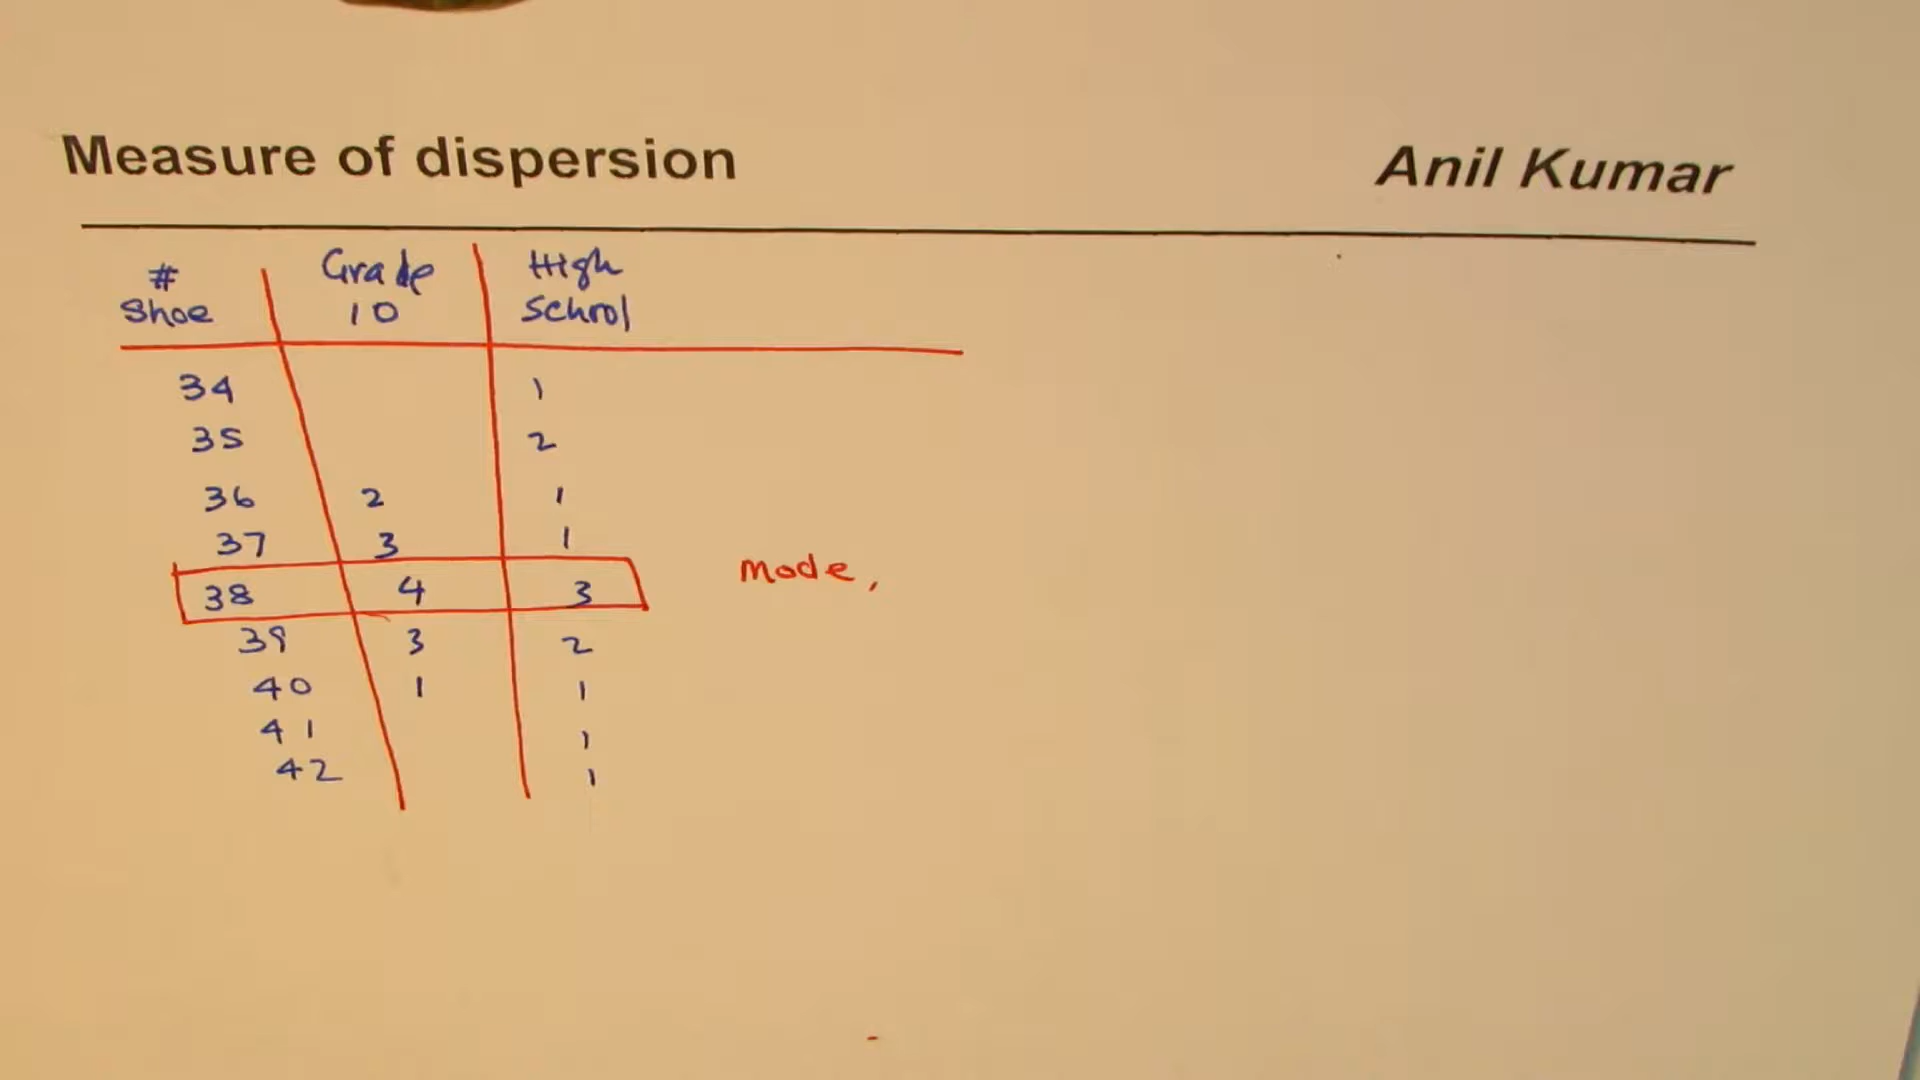 Measure of dispersion Anil Kumar
# Grade High
Shoe 10 School
34 1
35 2
36 2 1
37 3 1
38 4 3 Mode,
39 3 2
40 1 1
41 1
42 1